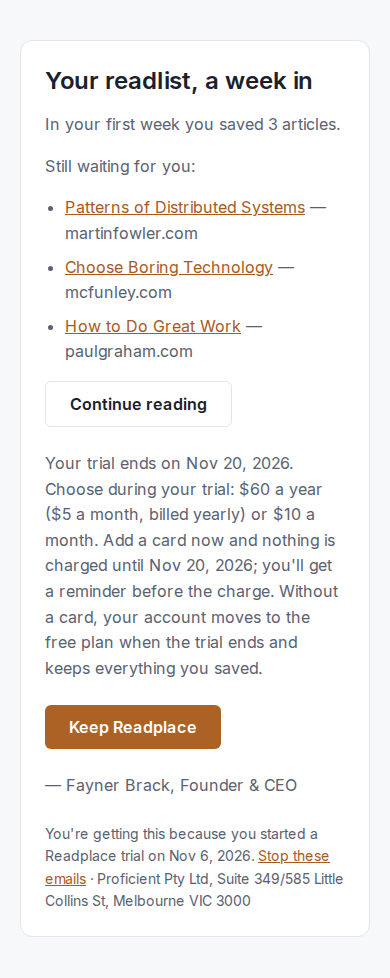 Your readlist, a week in
In your first week you saved 3 articles.
Still waiting for you:
• Patterns of Distributed Systems —
martinfowler.com
• Choose Boring Technology —
mcfunley.com
• How to Do Great Work —
paulgraham.com
Continue reading
Your trial ends on Nov 20, 2026.
Choose during your trial: $60 a year
($5 a month, billed yearly) or $10 a
month. Add a card now and nothing is
charged until Nov 20, 2026; you'll get
a reminder before the charge. Without
a card, your account moves to the
free plan when the trial ends and
keeps everything you saved.
Keep Readplace
— Fayner Brack, Founder & CEO
You're getting this because you started a
Readplace trial on Nov 6, 2026. Stop these
emails · Proficient Pty Ltd, Suite 349/585 Little
Collins St, Melbourne VIC 3000